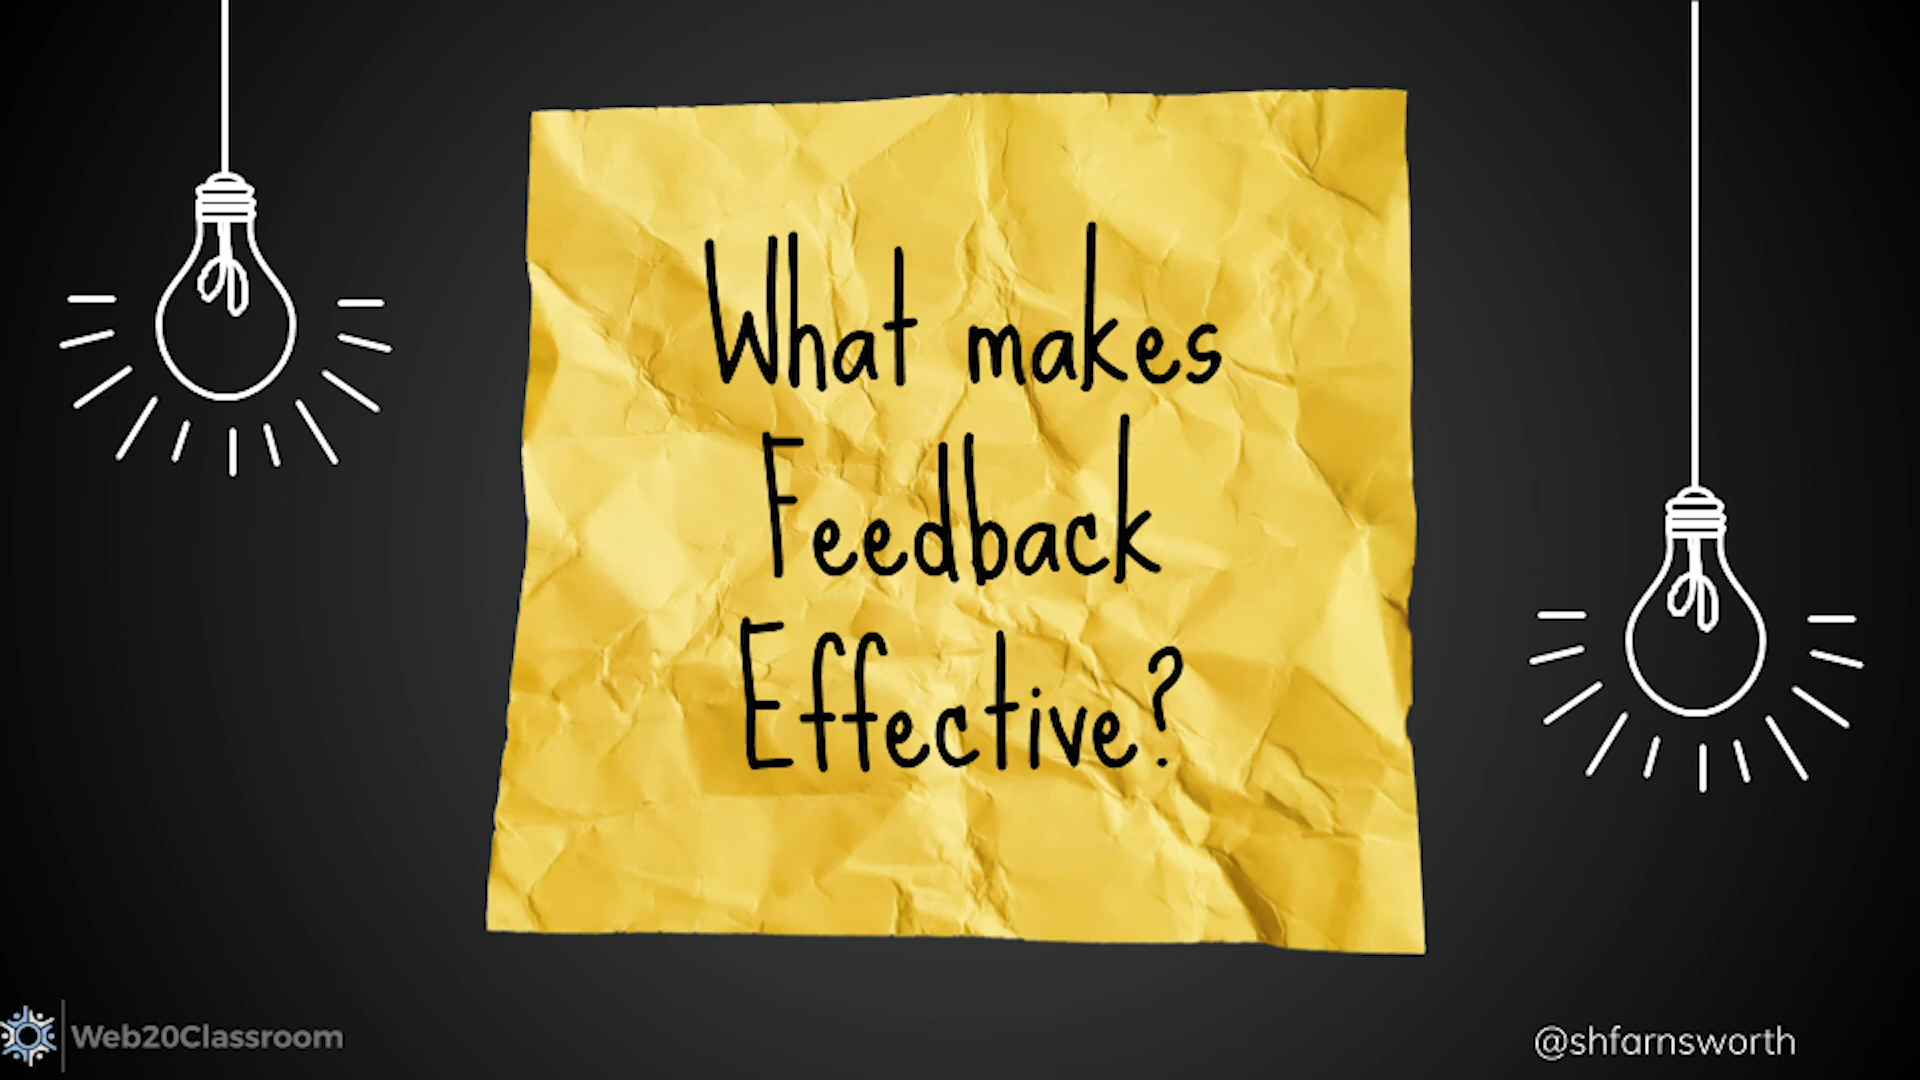 What makes
Feedback
Effective?
Web20Classroom
@shfarnsworth